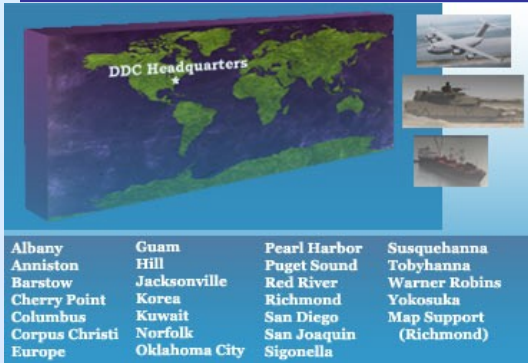 DDC Headquarters
Albany
Anniston
Barstow
Cherry Point
Columbus
Corpus Christi
Europe
Guam
Hill
Jacksonville
Korea
Kuwait
Norfolk
Oklahoma City
Pearl Harbor
Puget Sound
Red River
Richmond
San Diego
San Joaquin
Sigonella
Susquehanna
Tobyhanna
Warner Robins
Yokosuka
Map Support
(Richmond)